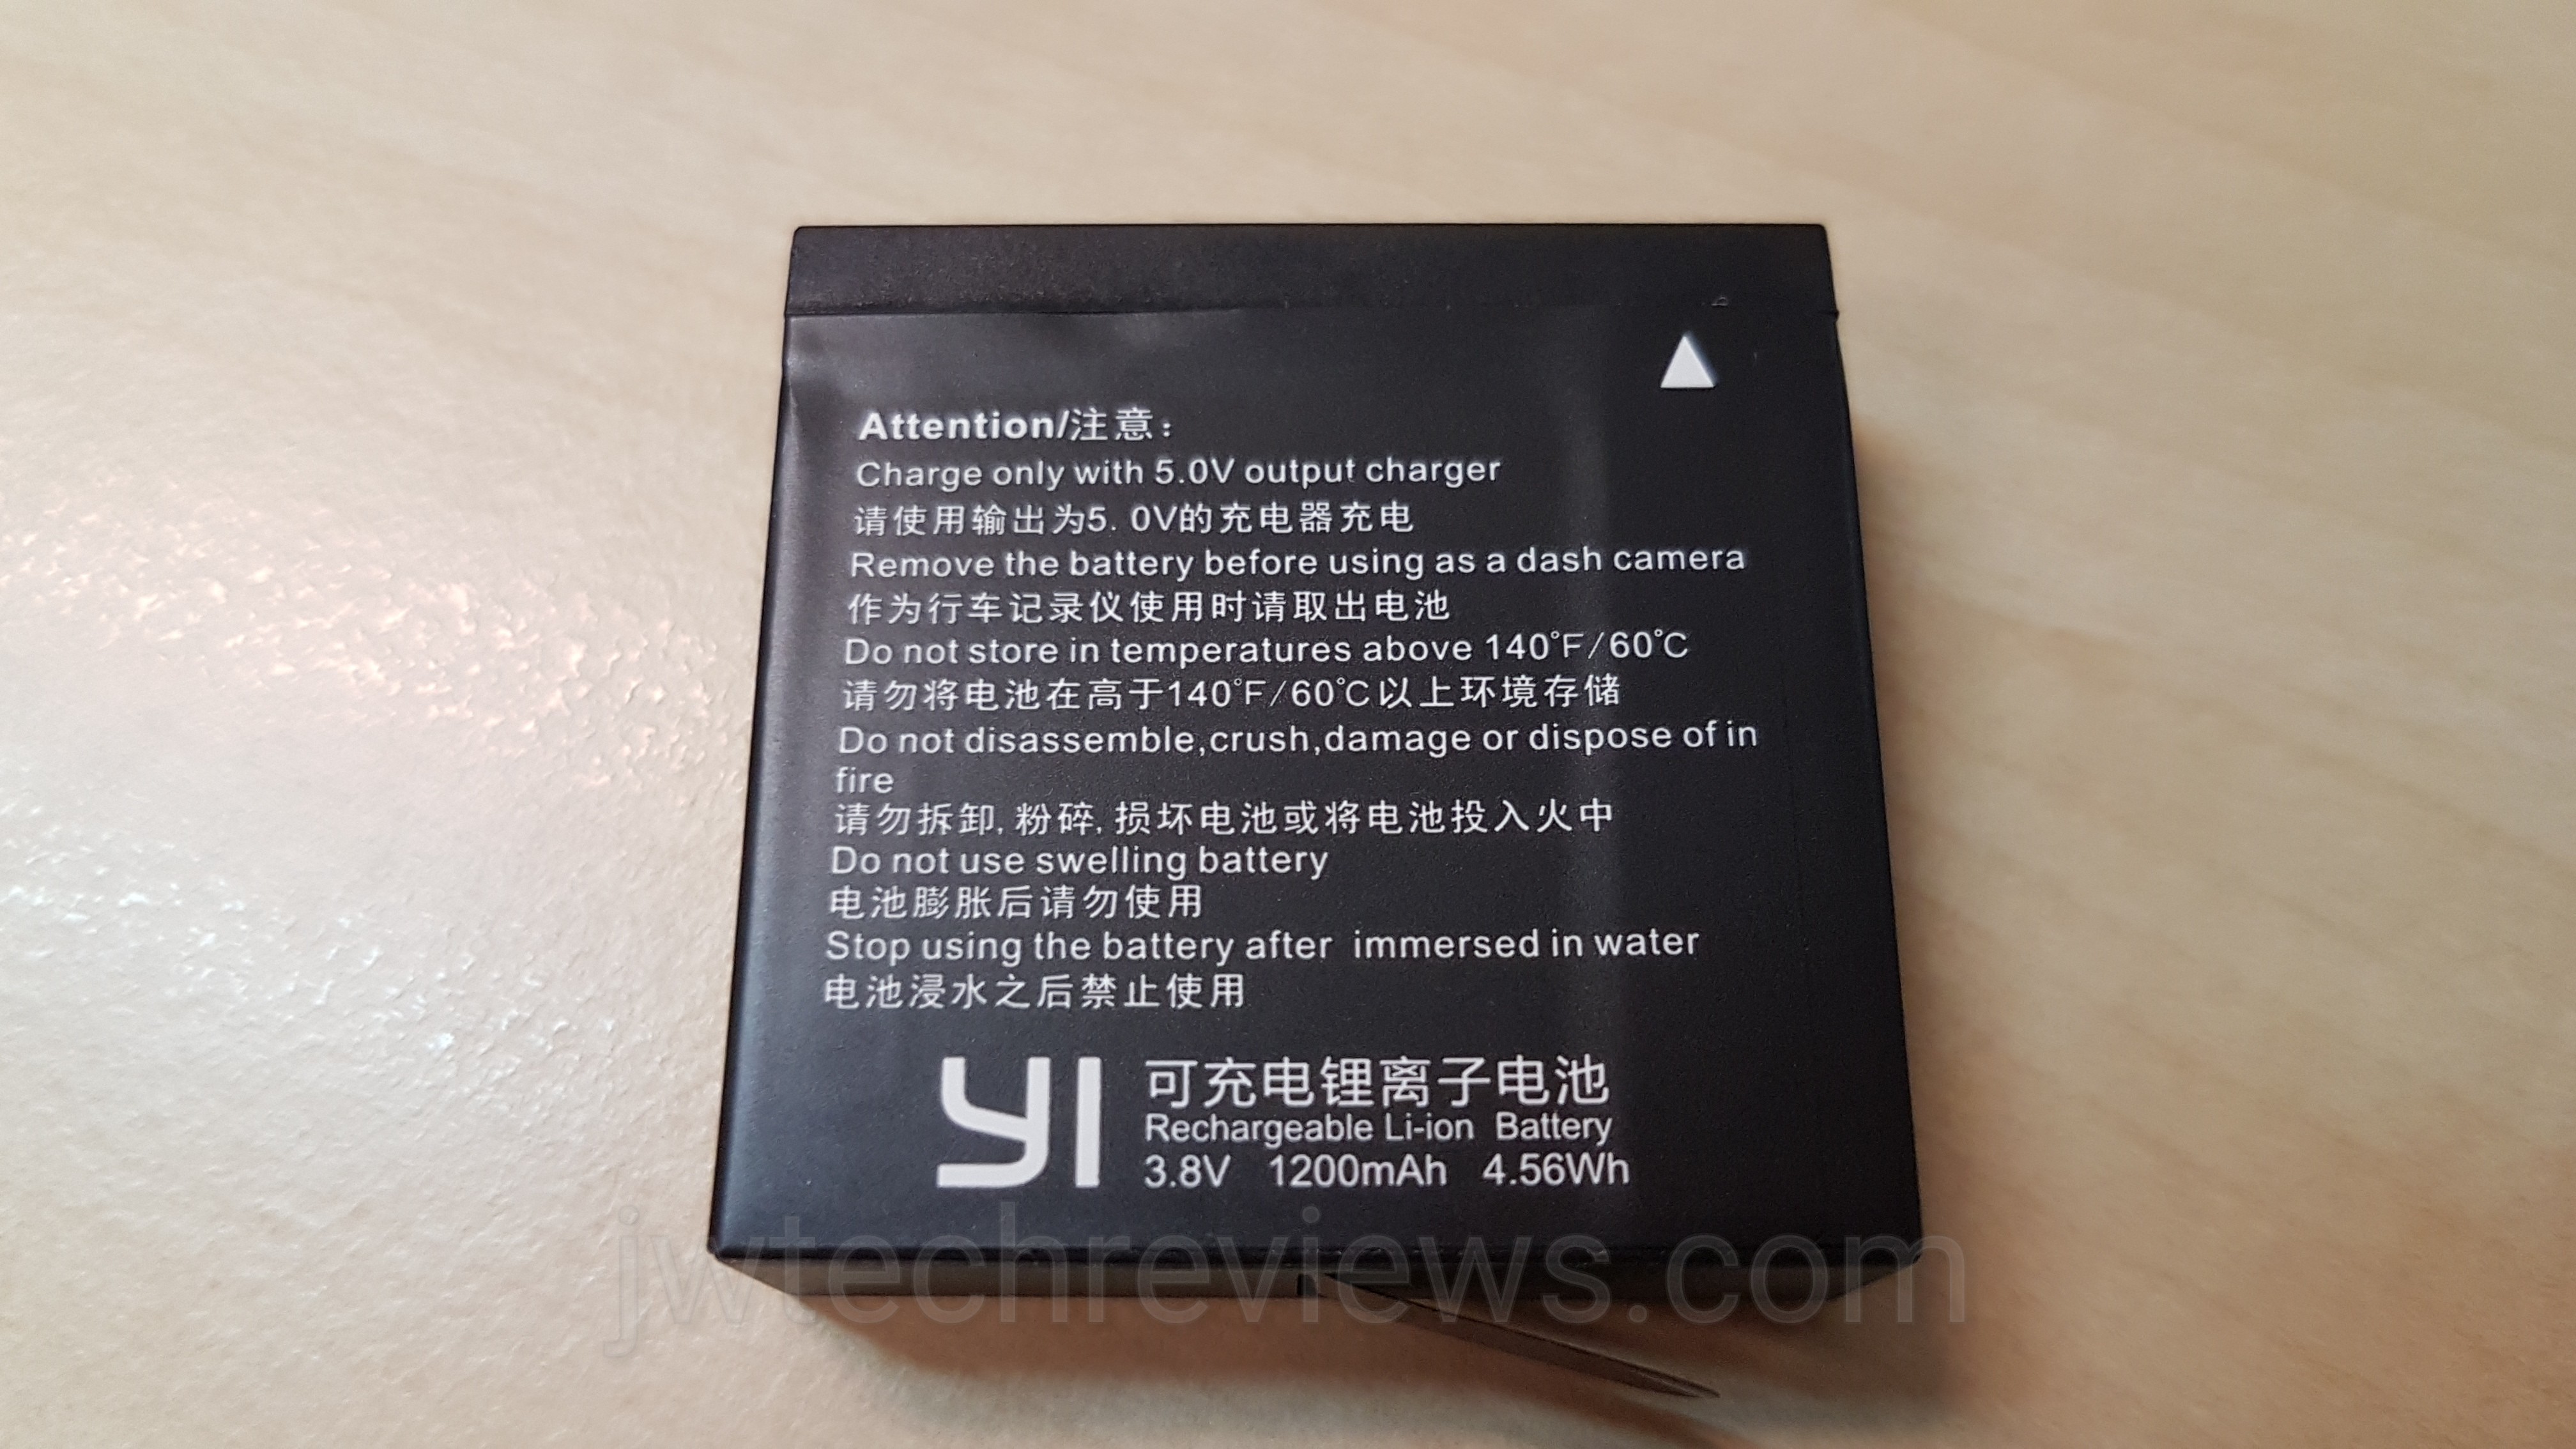 Attention/注意：
Charge only with 5.0V output charger
请使用输出为5. 0V的充电器充电
Remove the battery before using as a dash camera
作为行车记录仪使用时请取出电池
Do not store in temperatures above 140°F/60℃
请勿将电池在高于140°F/60℃以上环境存储
Do not disassemble,crush,damage or dispose of in
fire
请勿拆卸, 粉碎, 损坏电池或将电池投入火中
Do not use swelling battery
电池膨胀后请勿使用
Stop using the battery after immersed in water
电池浸水之后禁止使用
YI
可充电锂离子电池
Rechargeable Li-ion Battery
3.8V 1200mAh 4.56Wh
jwtechreviews.com